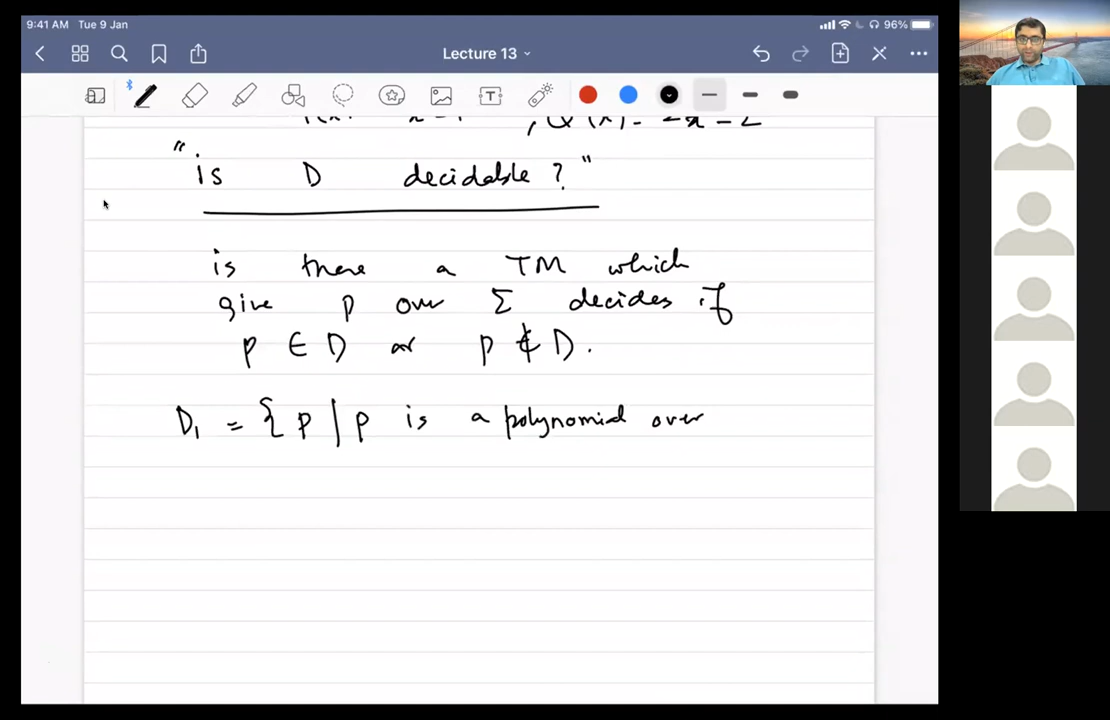 9:41 AM Tue 9 Jan
96%
Lecture 13
"is D decidable ?"
is there a TM which
give p over Σ decides if
p ∈ D or p ∉ D.
D₁ = { p | p is a polynomial over